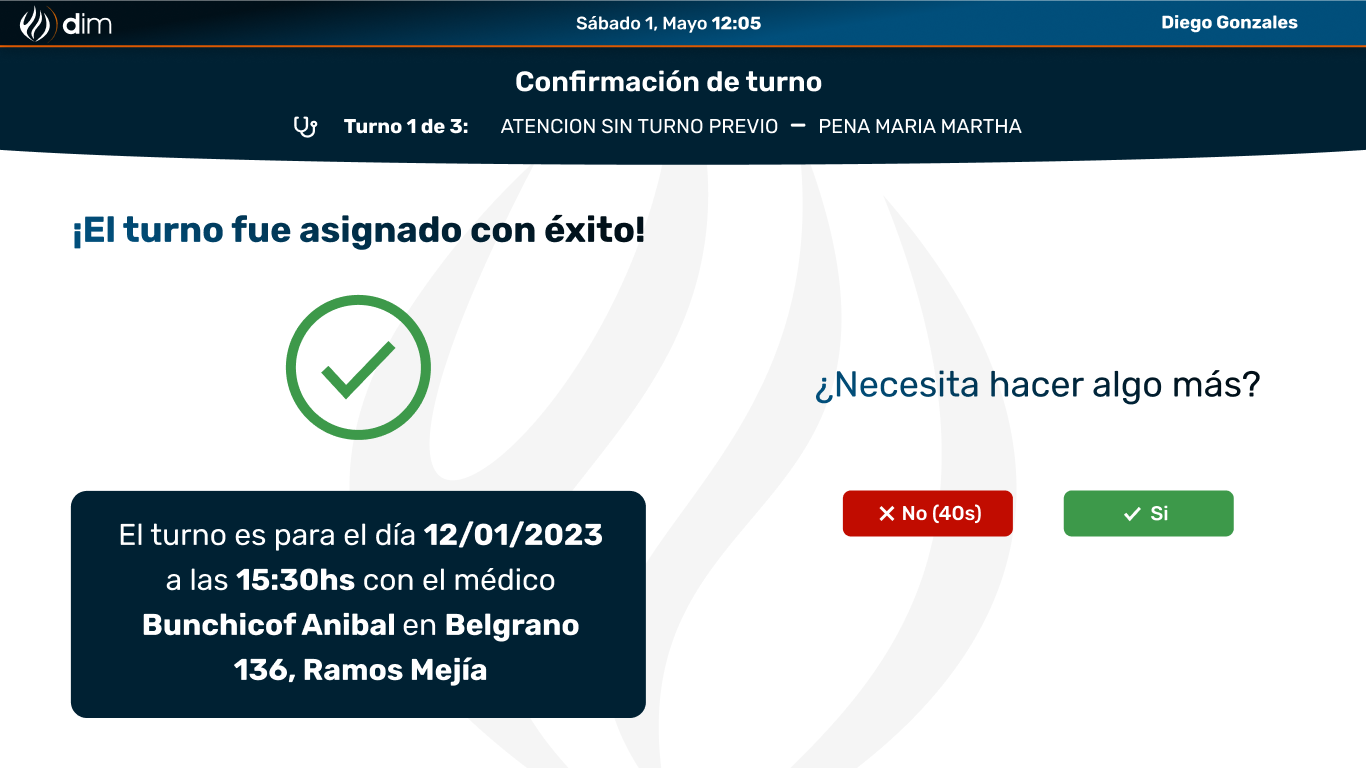 dim
Sábado 1, Mayo 12:05
Diego Gonzales
Confirmación de turno
Turno 1 de 3: ATENCION SIN TURNO PREVIO — PENA MARIA MARTHA
¡El turno fue asignado con éxito!
El turno es para el día 12/01/2023
a las 15:30hs con el médico
Bunchicof Anibal en Belgrano
136, Ramos Mejía
¿Necesita hacer algo más?
No (40s)
Si